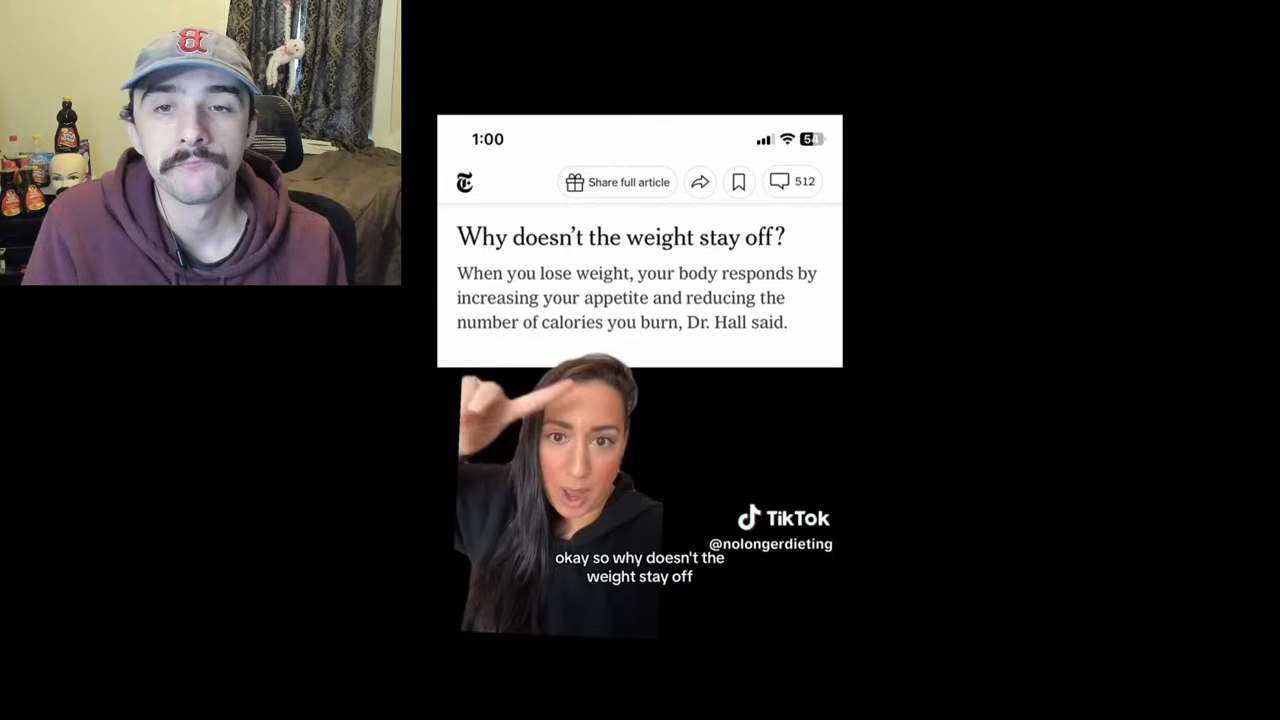 1:00
54
Share full article
512
Why doesn't the weight stay off?
When you lose weight, your body responds by
increasing your appetite and reducing the
number of calories you burn, Dr. Hall said.
TikTok
@nolongerdieting
okay so why doesn't the
weight stay off